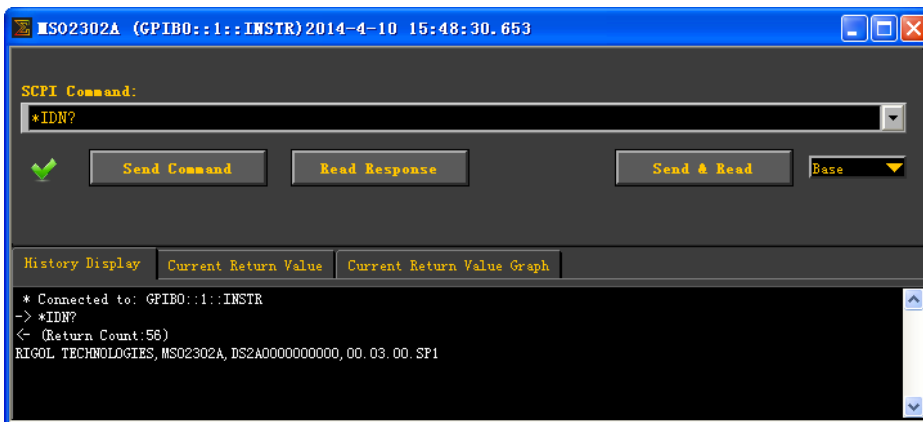 MSO2302A (GPIB0::1::INSTR)2014-4-10 15:48:30.653
SCPI Command:
*IDN?
Send Command
Read Response
Send & Read
Base
History Display
Current Return Value
Current Return Value Graph
* Connected to: GPIB0::1::INSTR
-> *IDN?
<- (Return Count:56)
RIGOL TECHNOLOGIES,MSO2302A,DS2A0000000000,00.03.00.SP1